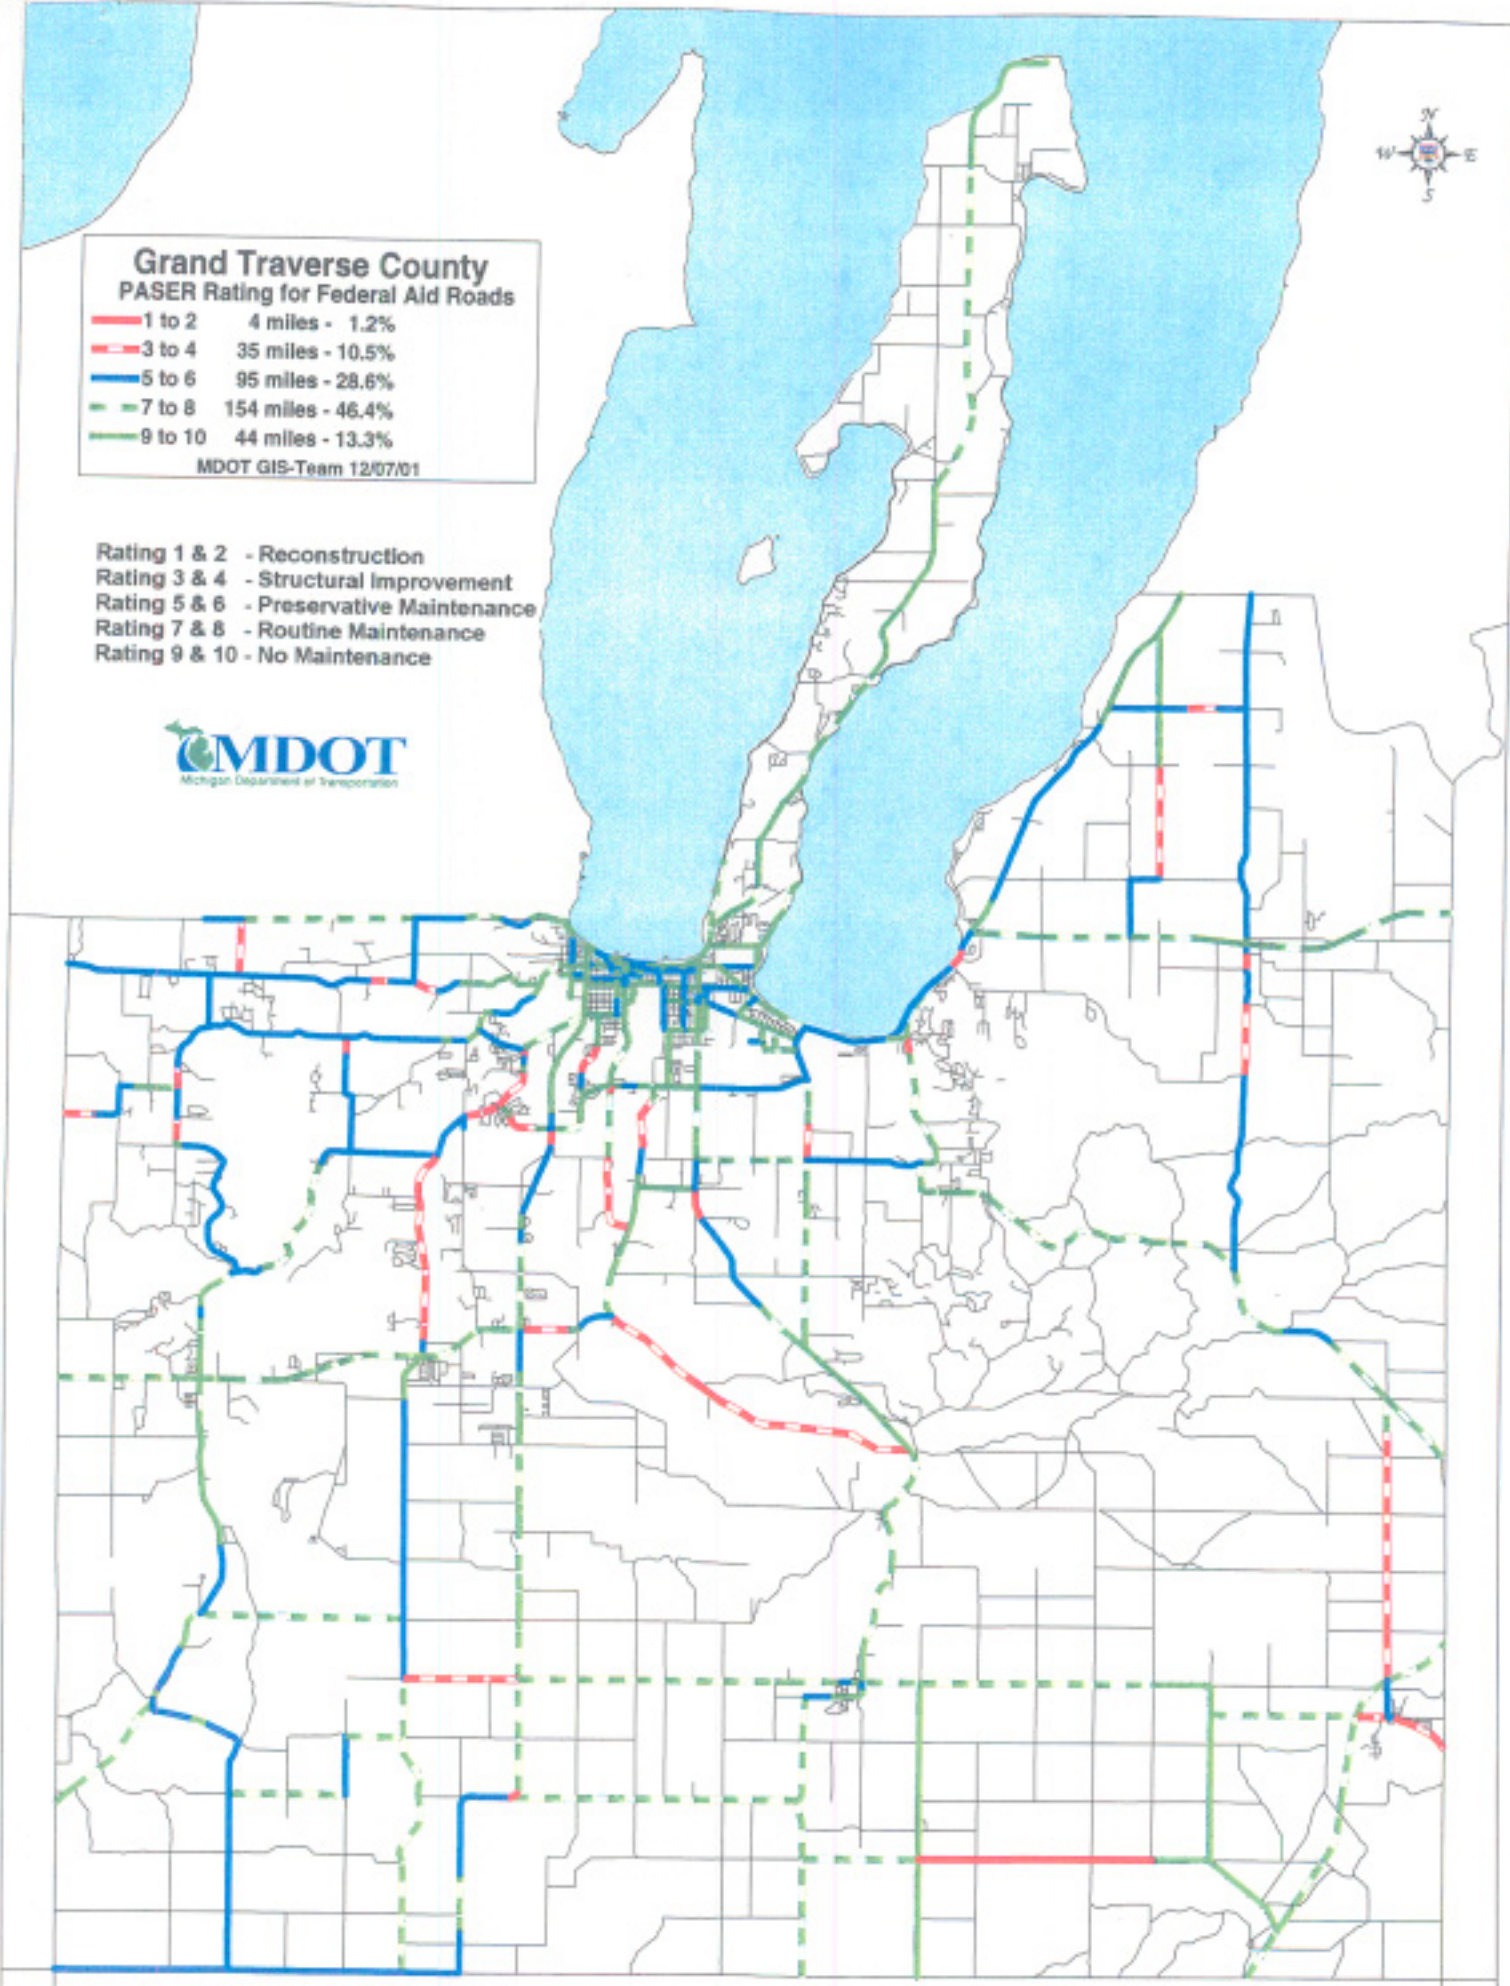 N
W E
S
Grand Traverse County
PASER Rating for Federal Aid Roads
1 to 2 4 miles - 1.2%
3 to 4 35 miles - 10.5%
5 to 6 95 miles - 28.6%
7 to 8 154 miles - 46.4%
9 to 10 44 miles - 13.3%
MDOT GIS-Team 12/07/01
Rating 1 & 2 - Reconstruction
Rating 3 & 4 - Structural Improvement
Rating 5 & 6 - Preservative Maintenance
Rating 7 & 8 - Routine Maintenance
Rating 9 & 10 - No Maintenance
MDOT
Michigan Department of Transportation